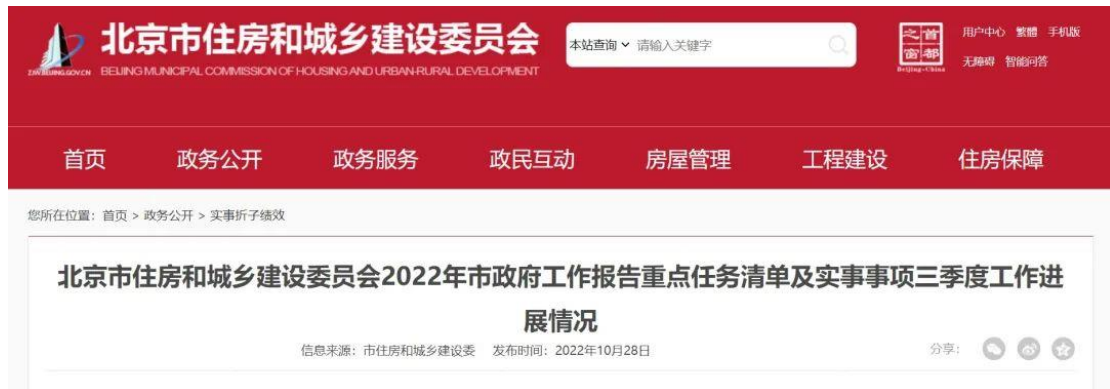 北京市住房和城乡建设委员会
BEIJING MUNICIPAL COMMISSION OF HOUSING AND URBAN-RURAL DEVELOPMENT
本站查询 请输入关键字
首都之窗
Beijing-China
用户中心 繁體 手机版
无障碍 智能问答
首页 政务公开 政务服务 政民互动 房屋管理 工程建设 住房保障
您所在位置：首页 > 政务公开 > 实事折子绩效
北京市住房和城乡建设委员会2022年市政府工作报告重点任务清单及实事事项三季度工作进
展情况
信息来源：市住房和城乡建设委 发布时间：2022年10月28日 分享：